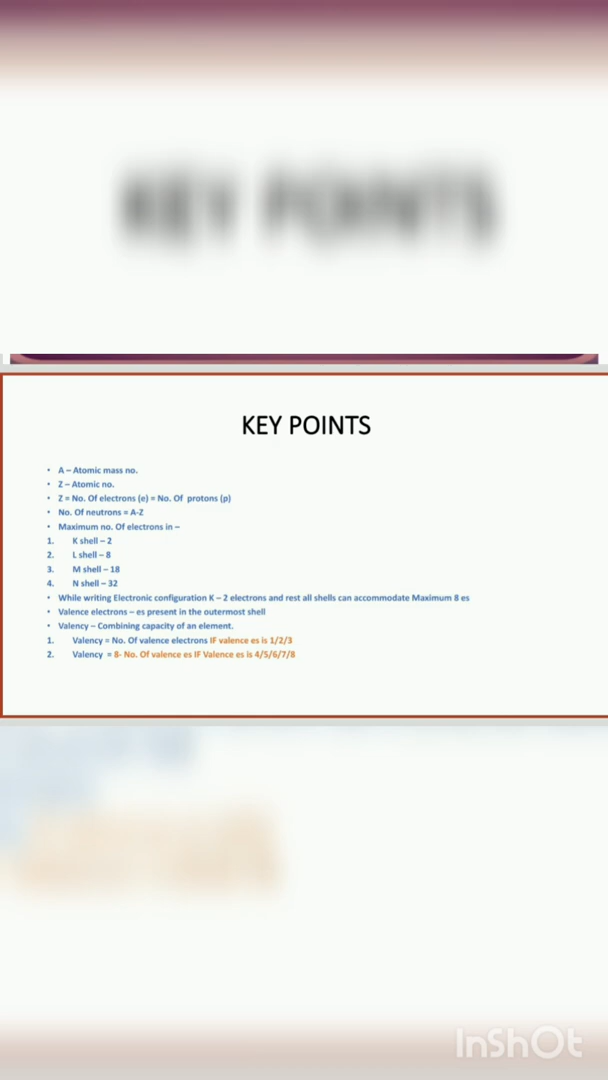 KEY POINTS
KEY POINTS
• A – Atomic mass no.
• Z – Atomic no.
• Z = No. Of electrons (e) = No. Of protons (p)
• No. Of neutrons = A-Z
• Maximum no. Of electrons in –
1. K shell – 2
2. L shell – 8
3. M shell – 18
4. N shell – 32
• While writing Electronic configuration K – 2 electrons and rest all shells can accommodate Maximum 8 es
• Valence electrons – es present in the outermost shell
• Valency – Combining capacity of an element.
1. Valency = No. Of valence electrons IF valence es is 1/2/3
2. Valency = 8- No. Of valence es IF Valence es is 4/5/6/7/8
InShOt